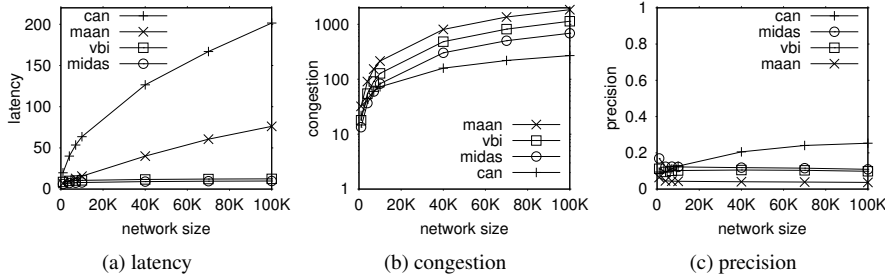 220
200
150
100
50
0
latency
can
maan
vbi
midas
0 20K 40K 60K 80K 100K
network size
(a) latency
1000
100
10
1
congestion
maan
vbi
midas
can
0 20K 40K 60K 80K 100K
network size
(b) congestion
1
0.8
0.6
0.4
0.2
0
precision
can
midas
vbi
maan
0 20K 40K 60K 80K 100K
network size
(c) precision